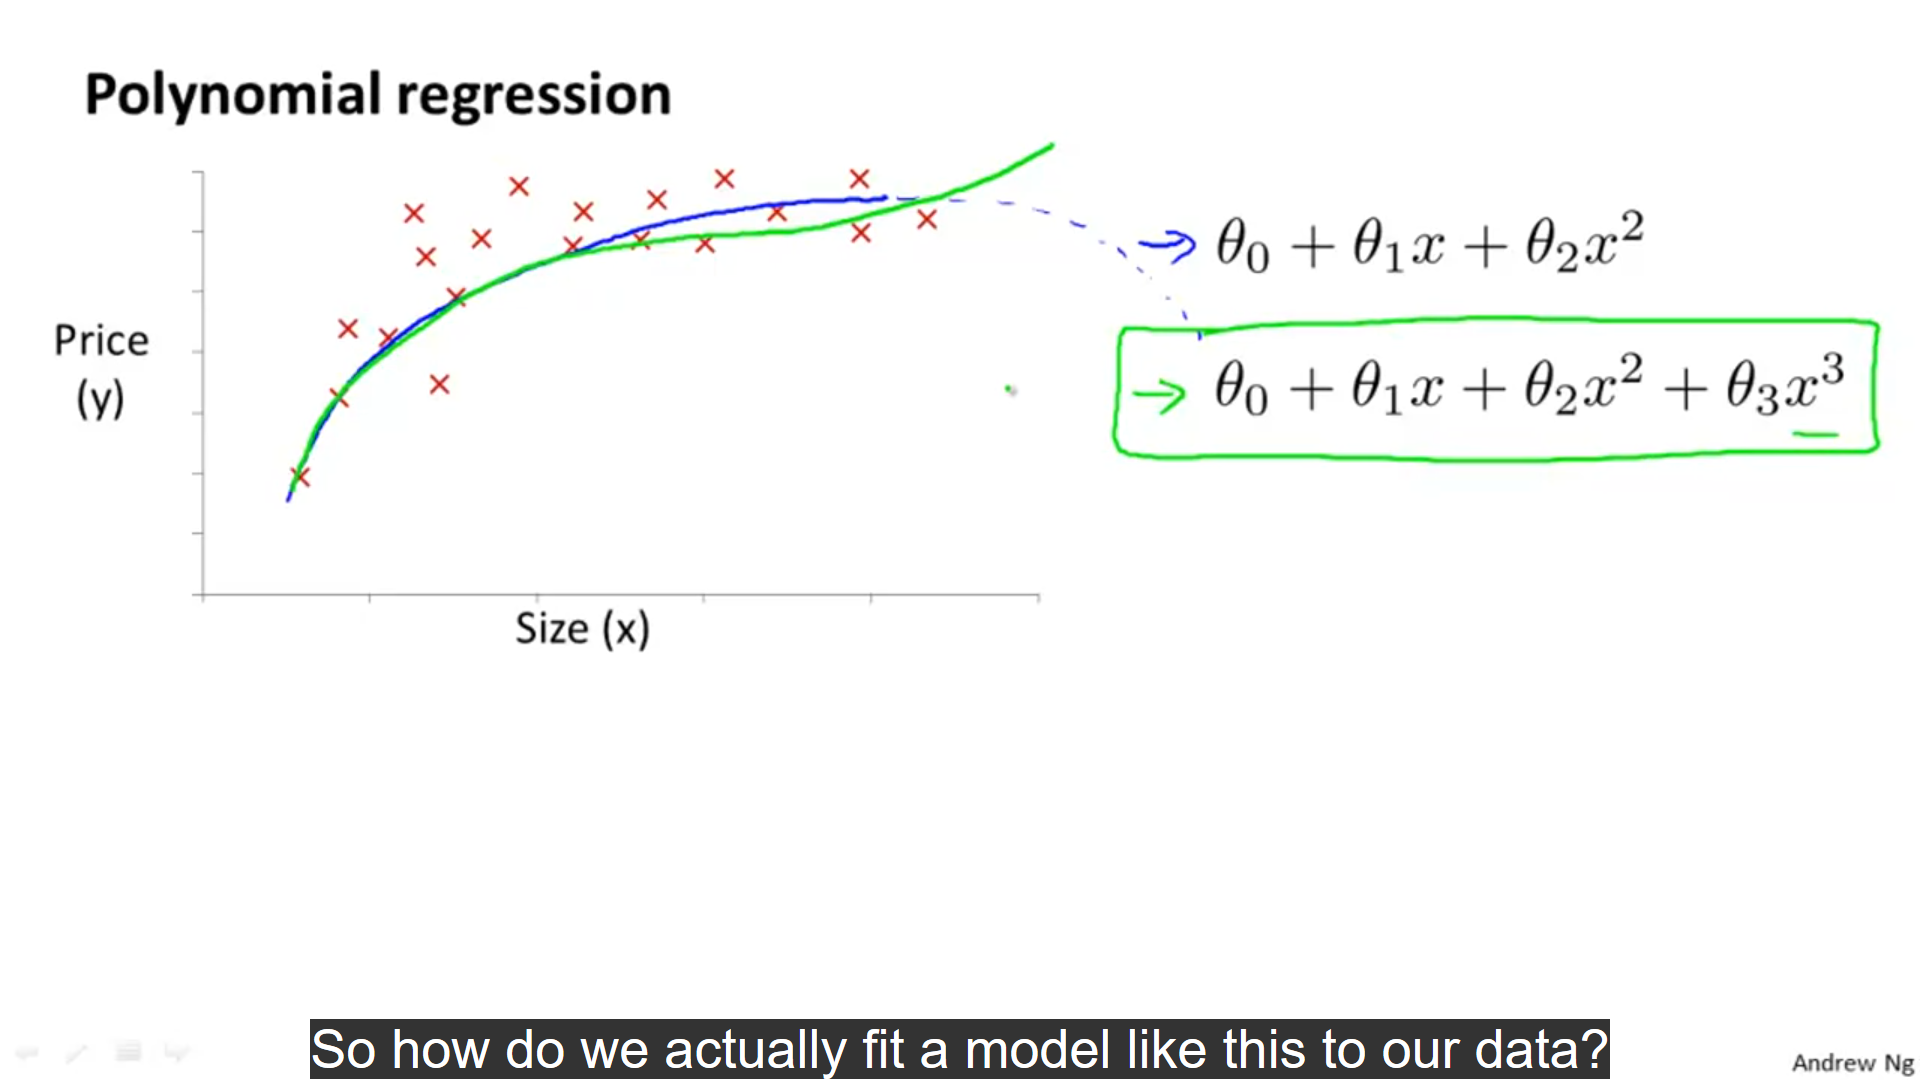 Polynomial regression
Price
(y)
Size (x)
θ₀ + θ₁x + θ₂x²
θ₀ + θ₁x + θ₂x² + θ₃x³
So how do we actually fit a model like this to our data?
Andrew Ng